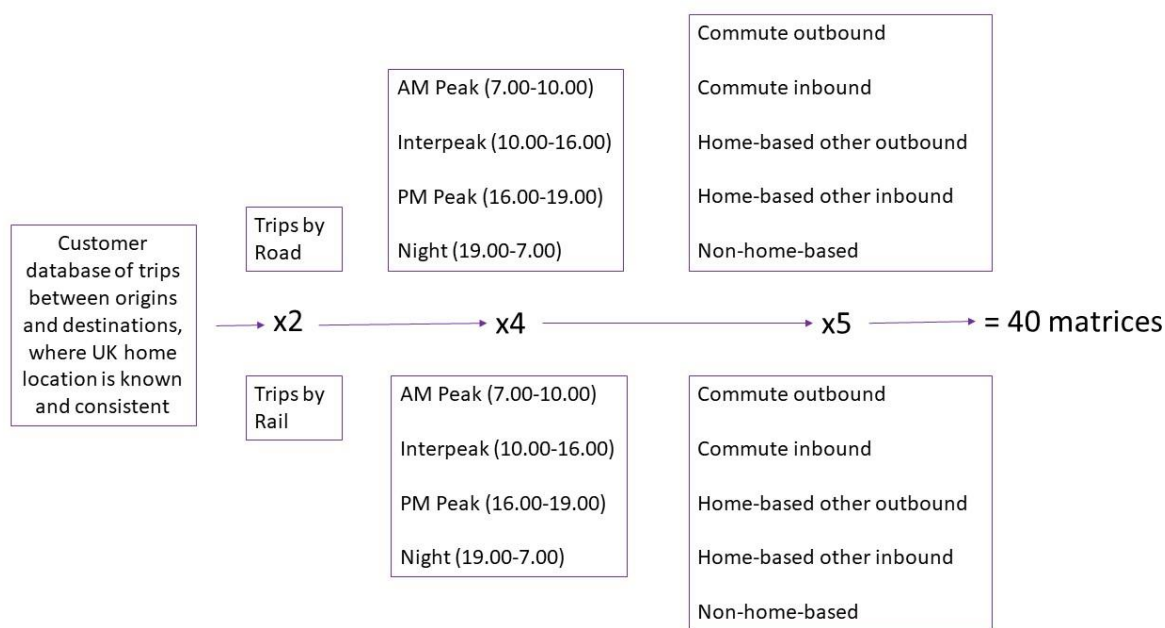 Customer
database of trips
between origins
and destinations,
where UK home
location is known
and consistent
Trips by
Road
AM Peak (7.00-10.00)
Interpeak (10.00-16.00)
PM Peak (16.00-19.00)
Night (19.00-7.00)
Commute outbound
Commute inbound
Home-based other outbound
Home-based other inbound
Non-home-based
x2
x4
x5
= 40 matrices
Trips by
Rail
AM Peak (7.00-10.00)
Interpeak (10.00-16.00)
PM Peak (16.00-19.00)
Night (19.00-7.00)
Commute outbound
Commute inbound
Home-based other outbound
Home-based other inbound
Non-home-based